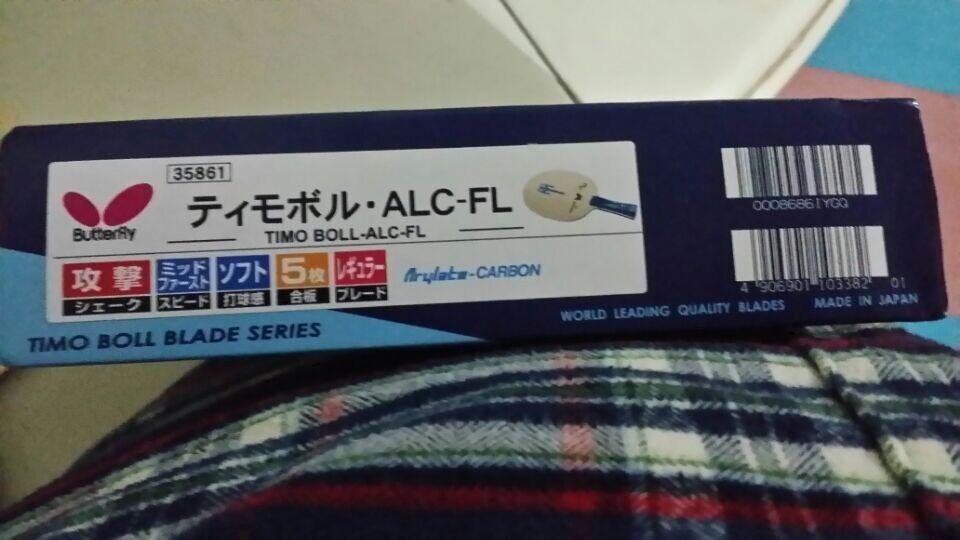 35861
Butterfly
ティモボル・ALC-FL
TIMO BOLL-ALC-FL
攻撃 ミッドファースト ソフト 5枚 レギュラー
シェーク スピード 打球感 合板 ブレード
Arylate-CARBON
TIMO BOLL BLADE SERIES
0008686IYGQ
4 906901 103382 01
WORLD LEADING QUALITY BLADES MADE IN JAPAN